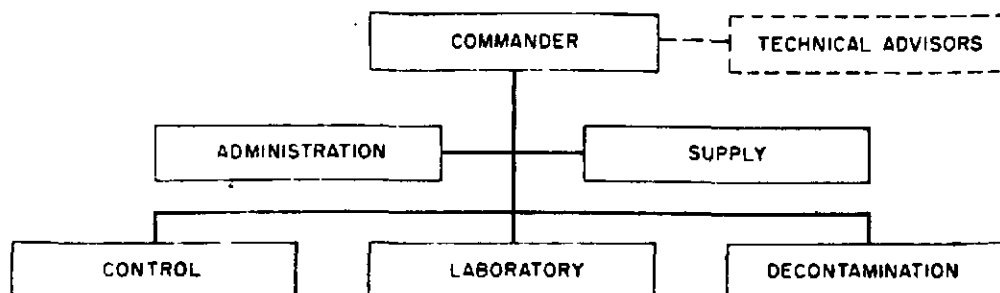 COMMANDER
TECHNICAL ADVISORS
ADMINISTRATION
SUPPLY
CONTROL
LABORATORY
DECONTAMINATION